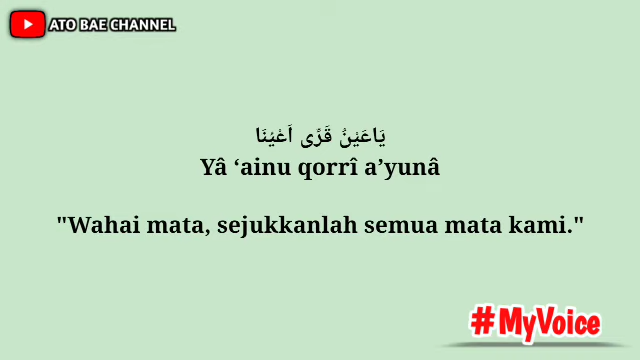 ATO BAE CHANNEL
يَاعَيْنُ قَرِّى أَعْيُنَا
Yâ ‘ainu qorrî a’yunâ
"Wahai mata, sejukkanlah semua mata kami."
#MyVoice